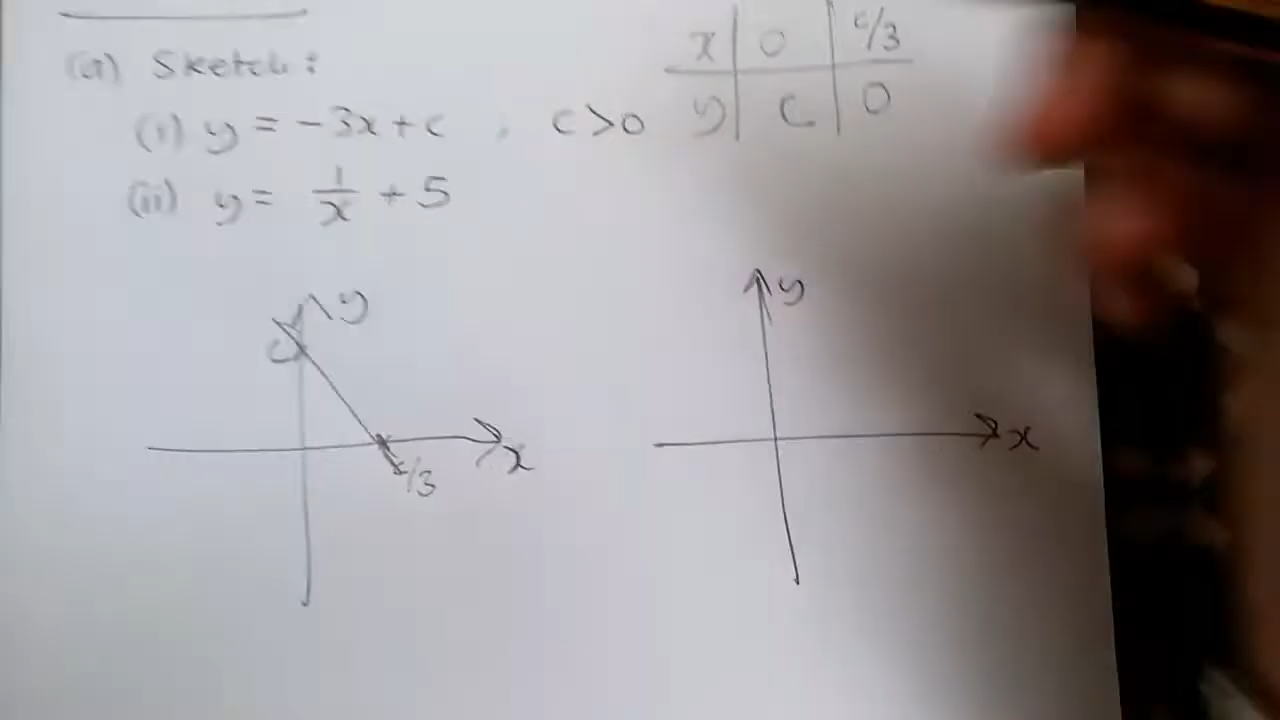 (a) Sketch:
(i) y = -3x + c , c > 0
(ii) y = 1/x + 5
x | 0 | c/3
y | c | 0
y
c
c/3
x
y
x